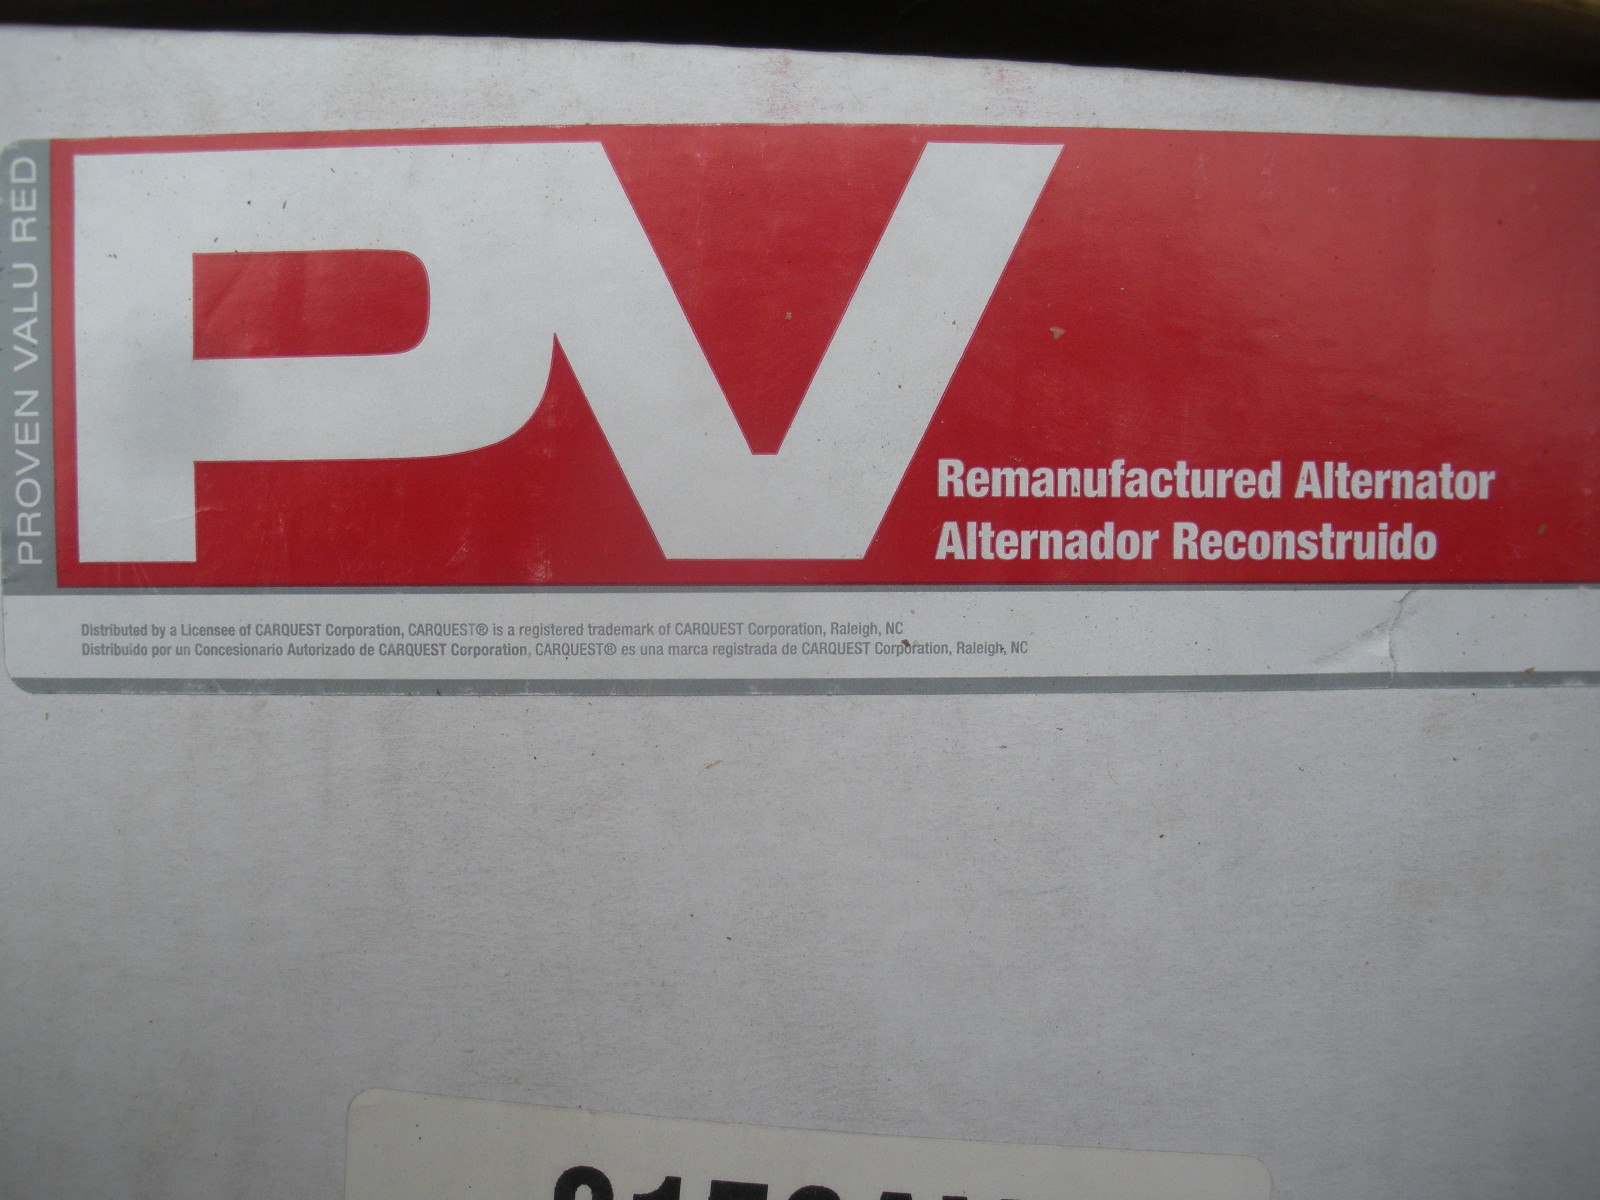 PROVEN VALU RED
PV
Remanufactured Alternator
Alternador Reconstruido
Distributed by a Licensee of CARQUEST Corporation, CARQUEST® is a registered trademark of CARQUEST Corporation, Raleigh, NC
Distribuido por un Concesionario Autorizado de CARQUEST Corporation, CARQUEST® es una marca registrada de CARQUEST Corporation, Raleigh, NC